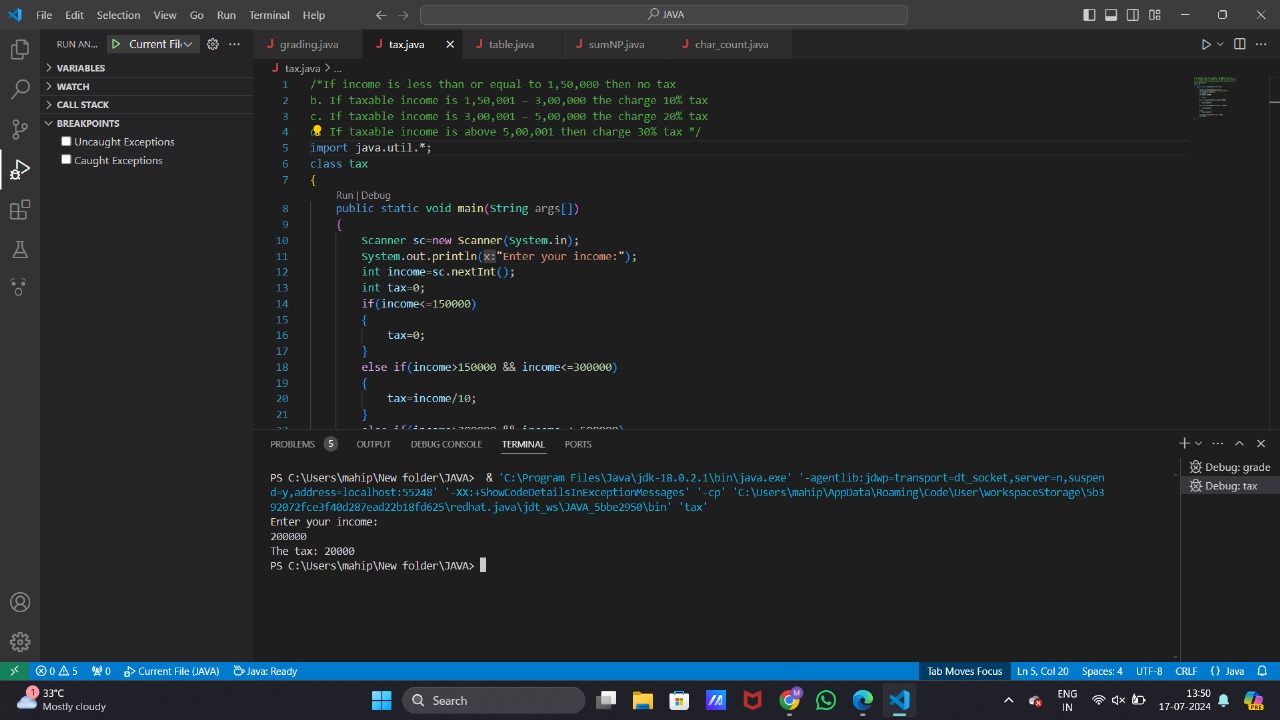 File Edit Selection View Go Run Terminal Help JAVA
RUN AN... Current Fil
grading.java tax.java table.java sumNP.java char_count.java
VARIABLES
WATCH
CALL STACK
BREAKPOINTS
Uncaught Exceptions
Caught Exceptions
tax.java > ...
1 /*If income is less than or equal to 1,50,000 then no tax
2 b. If taxable income is 1,50,001 – 3,00,000 the charge 10% tax
3 c. If taxable income is 3,00,001 – 5,00,000 the charge 20% tax
4 If taxable income is above 5,00,001 then charge 30% tax */
5 import java.util.*;
6 class tax
7 {
Run | Debug
8 public static void main(String args[])
9 {
10 Scanner sc=new Scanner(System.in);
11 System.out.println(x:"Enter your income:");
12 int income=sc.nextInt();
13 int tax=0;
14 if(income<=150000)
15 {
16 tax=0;
17 }
18 else if(income>150000 && income<=300000)
19 {
20 tax=income/10;
21 }
PROBLEMS 5 OUTPUT DEBUG CONSOLE TERMINAL PORTS
PS C:\Users\mahip\New folder\JAVA> & 'C:\Program Files\Java\jdk-18.0.2.1\bin\java.exe' '-agentlib:jdwp=transport=dt_socket,server=n,suspen
d=y,address=localhost:55248' '-XX:+ShowCodeDetailsInExceptionMessages' '-cp' 'C:\Users\mahip\AppData\Roaming\Code\User\workspaceStorage\5b3
92072fce3f40d287ead22b18fd625\redhat.java\jdt_ws\JAVA_5bbe2950\bin' 'tax'
Enter your income:
200000
The tax: 20000
PS C:\Users\mahip\New folder\JAVA>
Debug: grade
Debug: tax
0 5 0 Current File (JAVA) Java: Ready Tab Moves Focus Ln 5, Col 20 Spaces: 4 UTF-8 CRLF {} Java
1 33°C
Mostly cloudy
Search
ENG
IN
13:50
17-07-2024
PRE